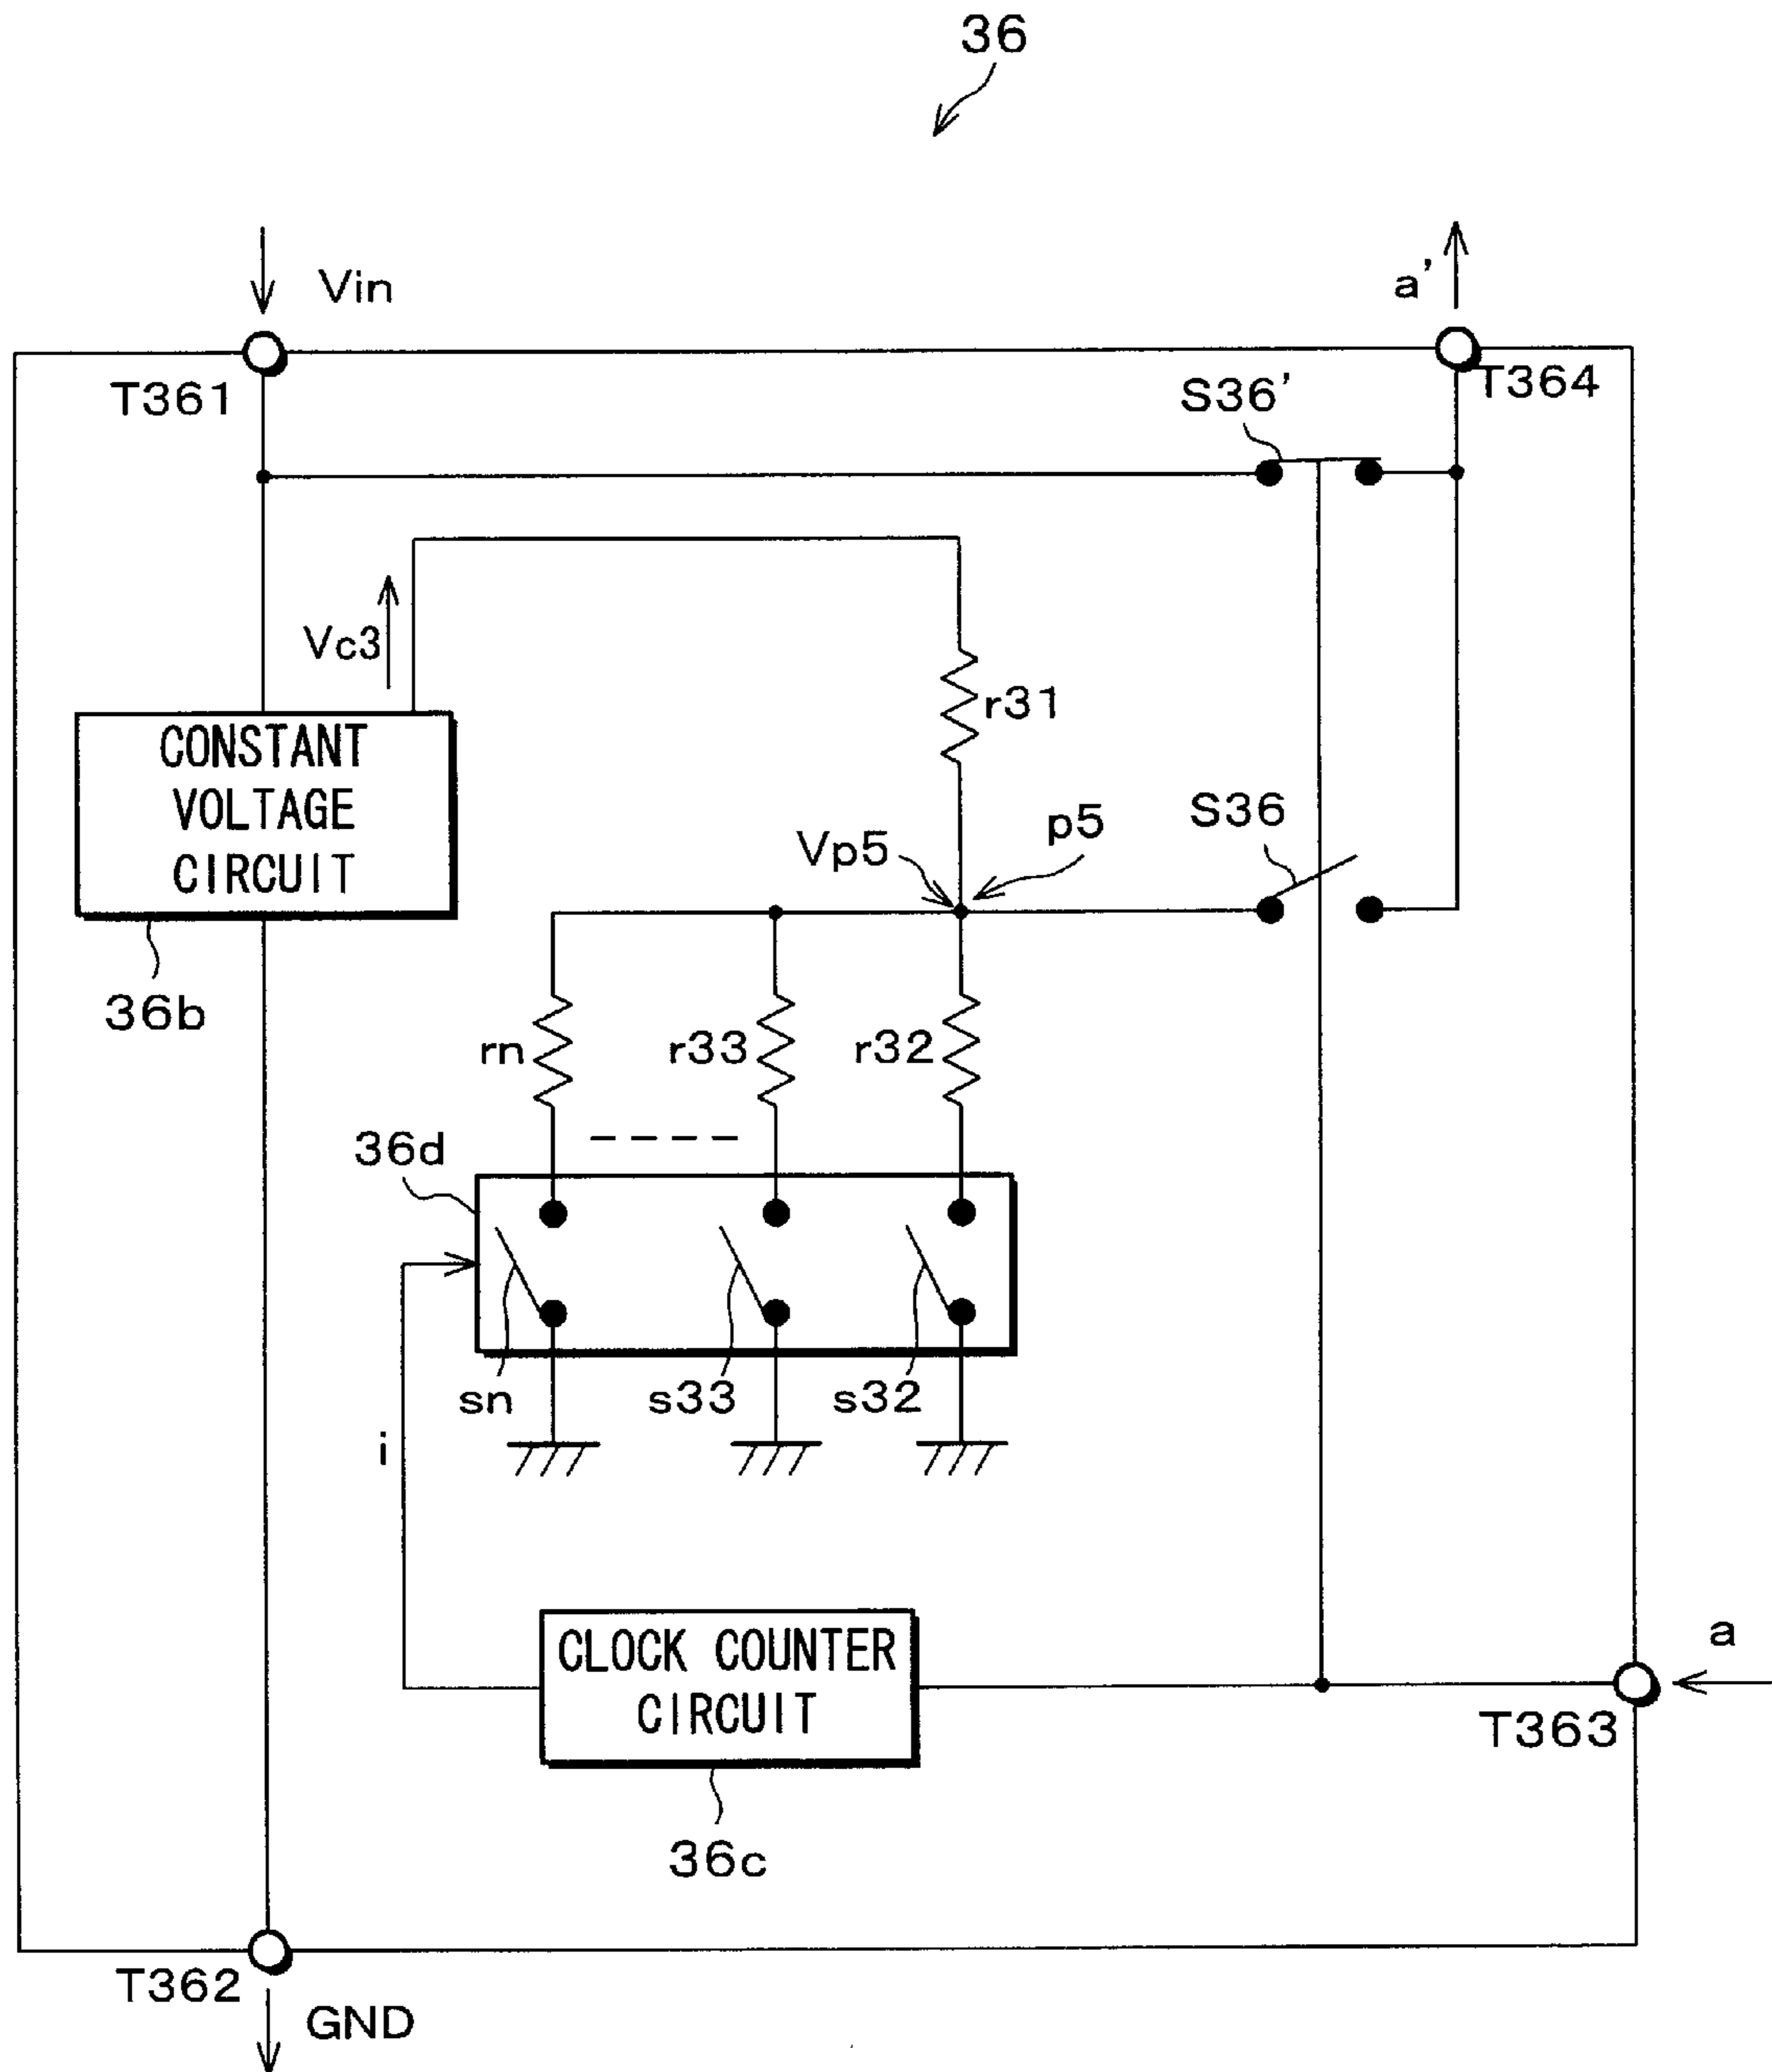 36
Vin
a'
T361
T364
S36'
Vc3
r31
CONSTANT
VOLTAGE
CIRCUIT
S36
p5
Vp5
36b
rn
r33
r32
36d
sn
s33
s32
i
CLOCK COUNTER
CIRCUIT
a
T363
36c
T362
GND